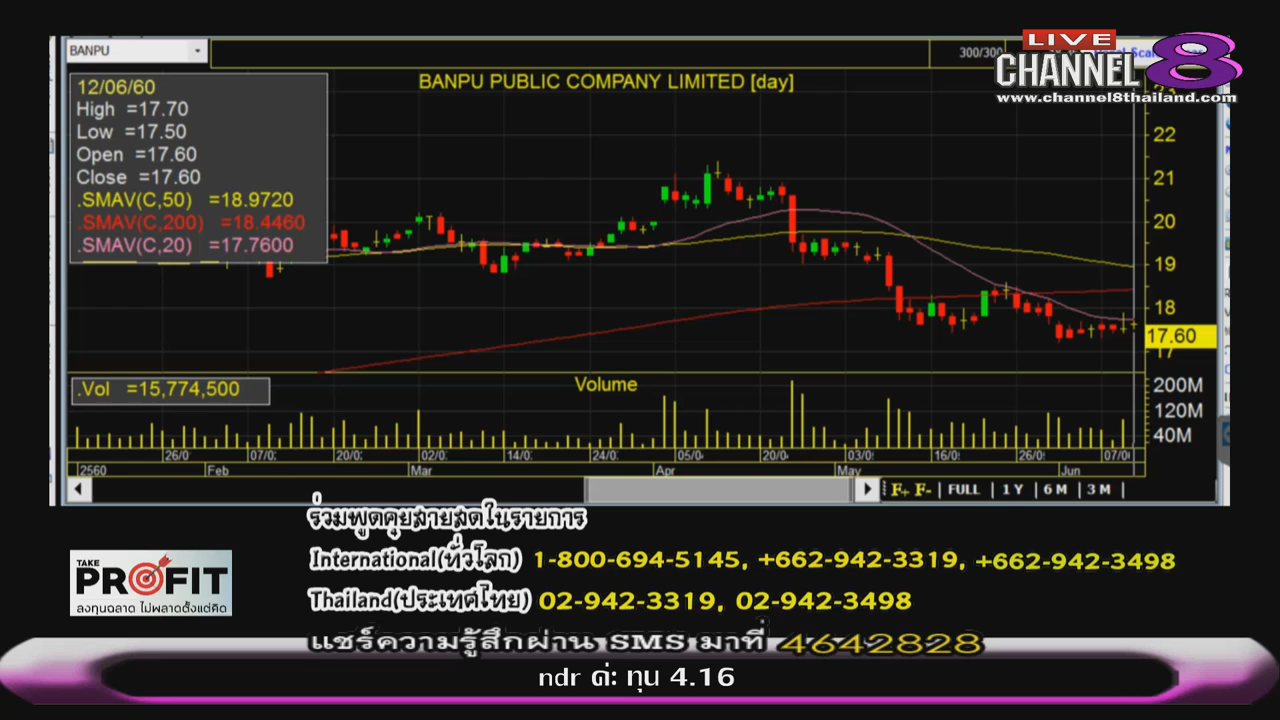 BANPU
300/300
LIVE
CHANNEL 8
www.channel8thailand.com
BANPU PUBLIC COMPANY LIMITED [day]
12/06/60
High =17.70
Low =17.50
Open =17.60
Close =17.60
.SMAV(C,50) =18.9720
.SMAV(C,200) =18.4460
.SMAV(C,20) =17.7600
22
21
20
19
18
17.60
17
.Vol =15,774,500
Volume
200M
120M
40M
26/0 07/0 20/0 02/0 14/0 24/0 05/0 20/0 03/0 16/0 26/0 07/0
2560 Feb Mar Apr May Jun
F+ F- FULL 1 Y 6 M 3 M
ร่วมพูดคุยสายสดในรายการ
International(ทั่วโลก) 1-800-694-5145, +662-942-3319, +662-942-3498
TAKE
PROFIT
ลงทุนฉลาด ไม่พลาดตั้งแต่คิด
Thailand(ประเทศไทย) 02-942-3319, 02-942-3498
แชร์ความรู้สึกผ่าน SMS มาที่ 4642828
ndr ค่: ทุน 4.16